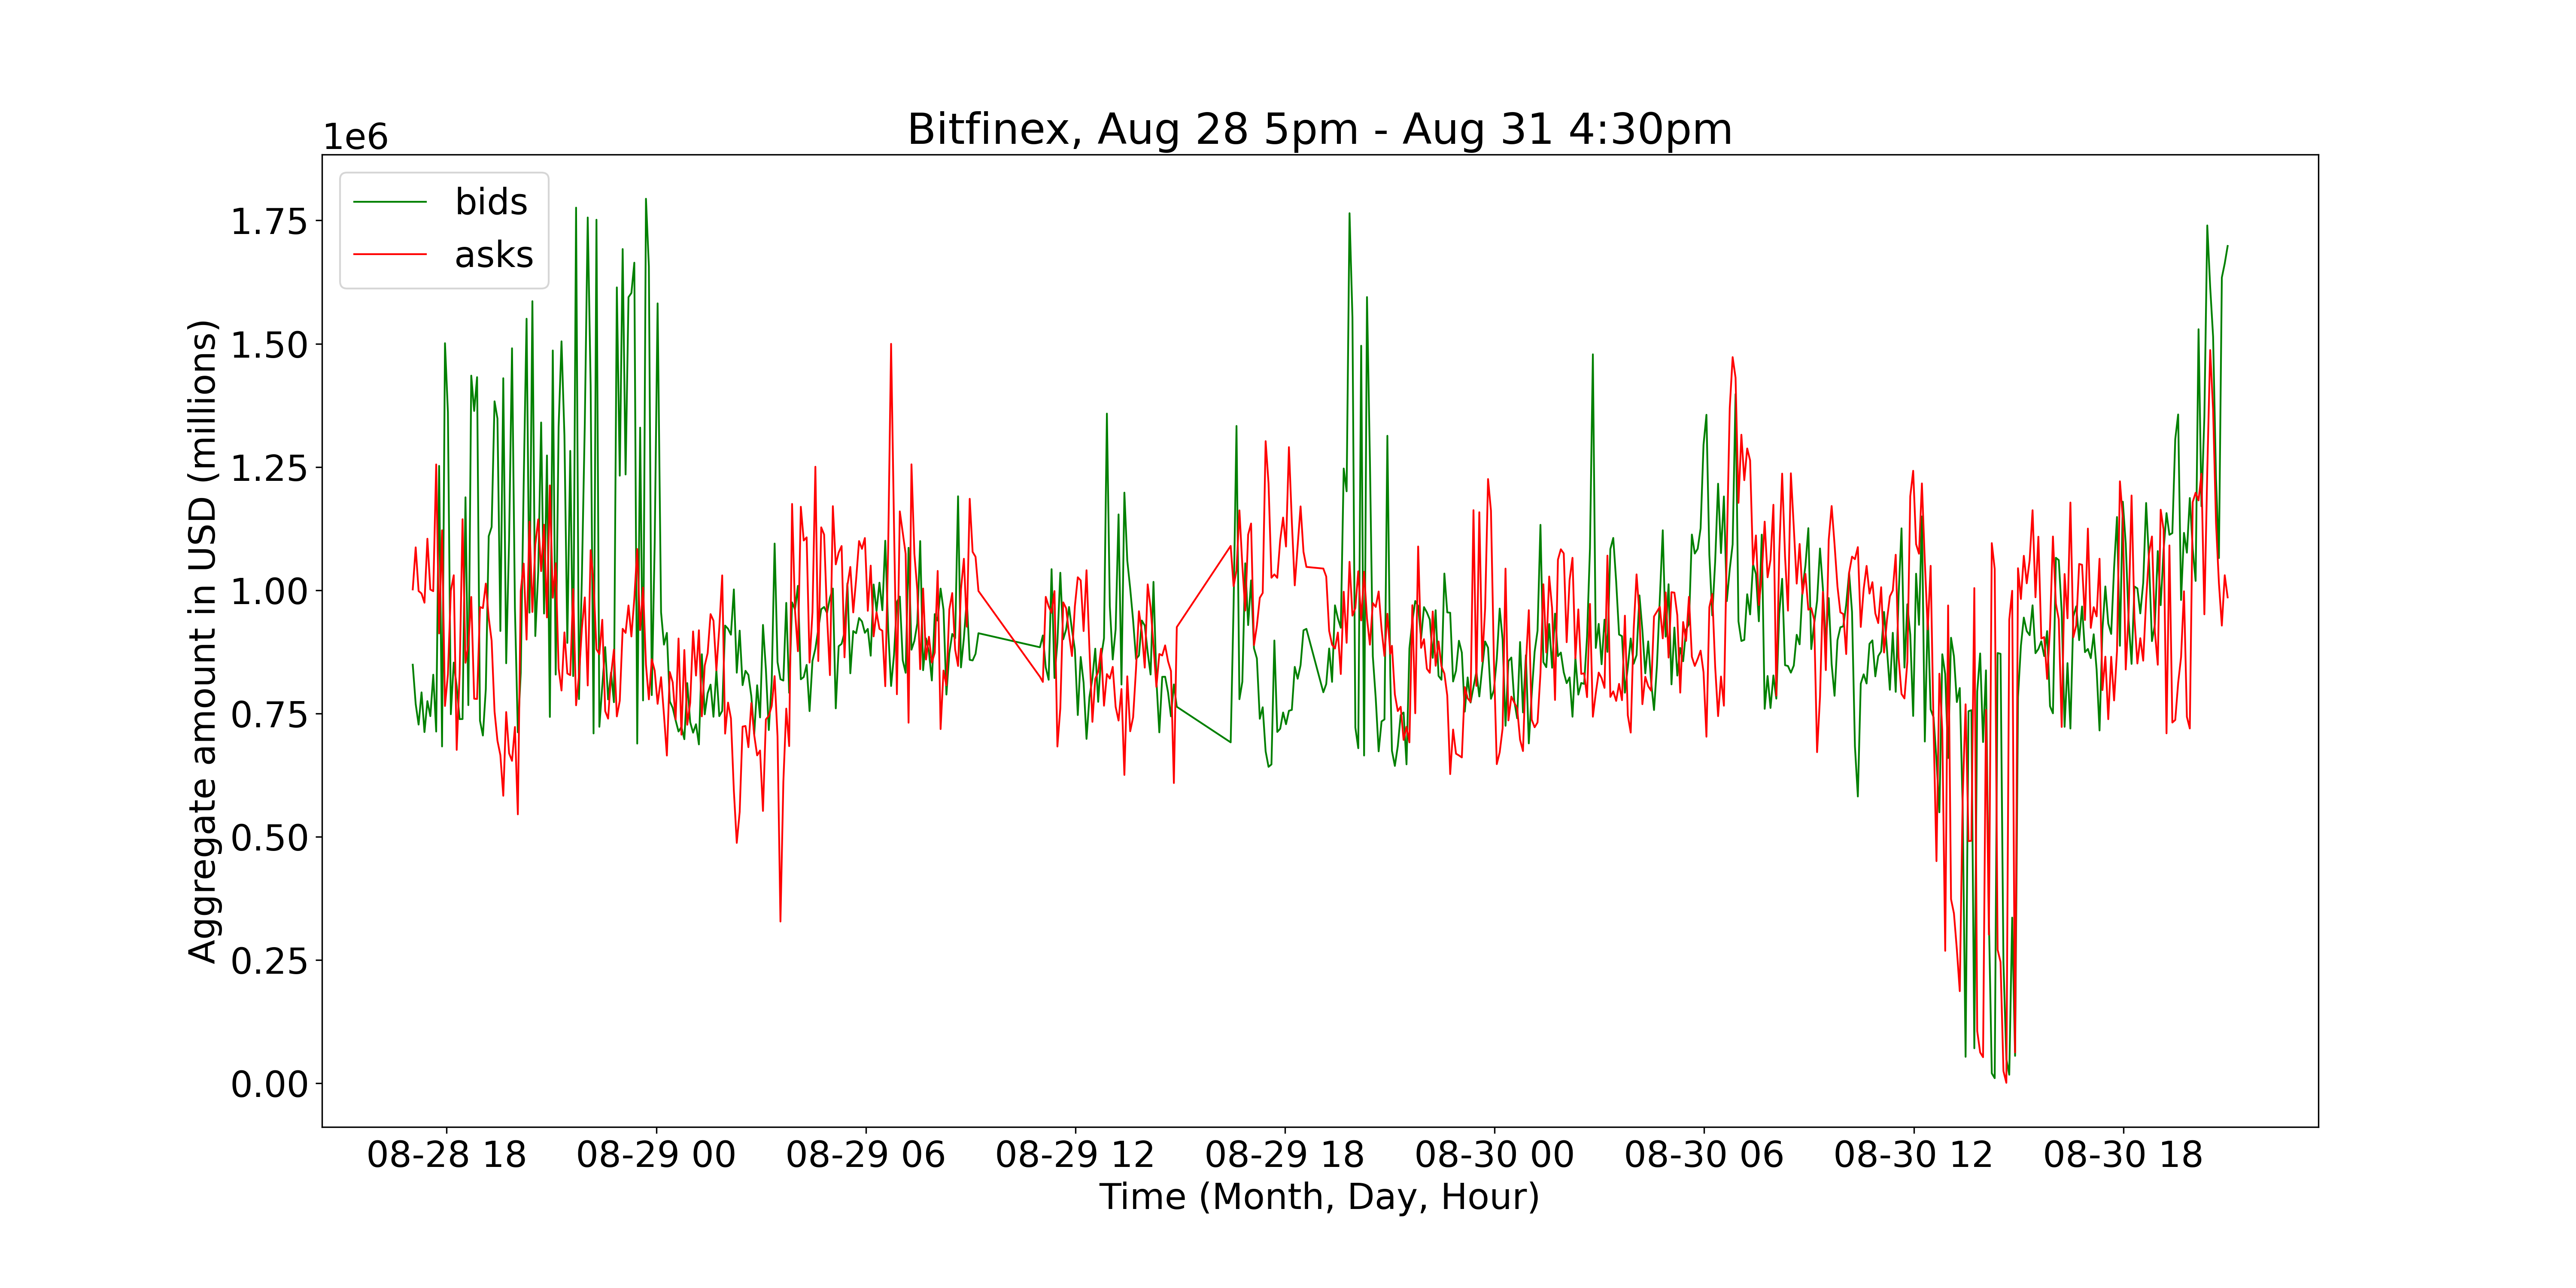 Bitfinex, Aug 28 5pm - Aug 31 4:30pm
1e6
bids
asks
1.75
1.50
1.25
1.00
0.75
0.50
0.25
0.00
Aggregate amount in USD (millions)
08-28 18 08-29 00 08-29 06 08-29 12 08-29 18 08-30 00 08-30 06 08-30 12 08-30 18
Time (Month, Day, Hour)